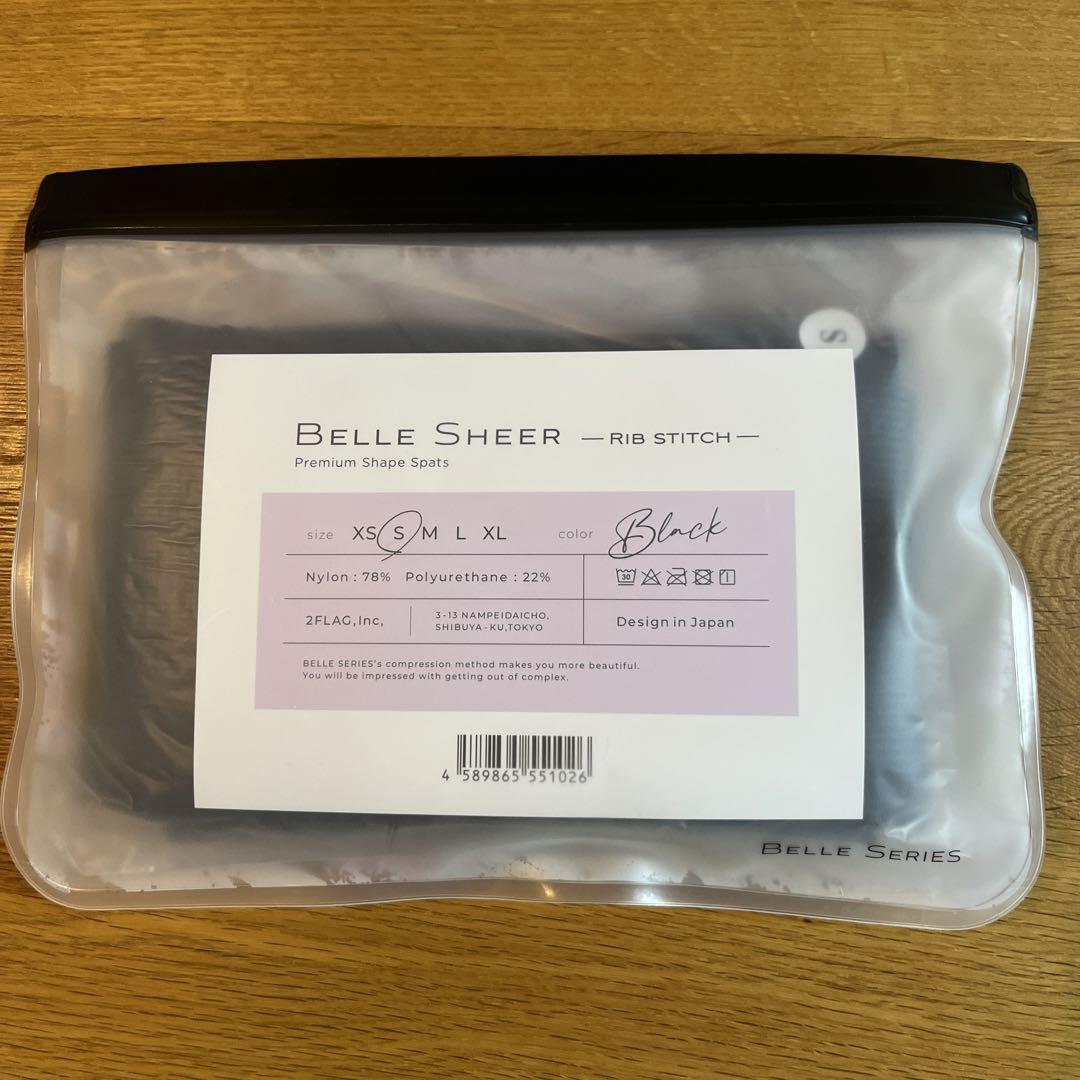 S
BELLE SHEER —RIB STITCH—
Premium Shape Spats
size XS S M L XL color Black
Nylon : 78% Polyurethane : 22% 30
2FLAG,Inc, 3-13 NAMPEIDAICHO,
SHIBUYA-KU,TOKYO
Design in Japan
BELLE SERIES's compression method makes you more beautiful.
You will be impressed with getting out of complex.
4 589865 551026
BELLE SERIES